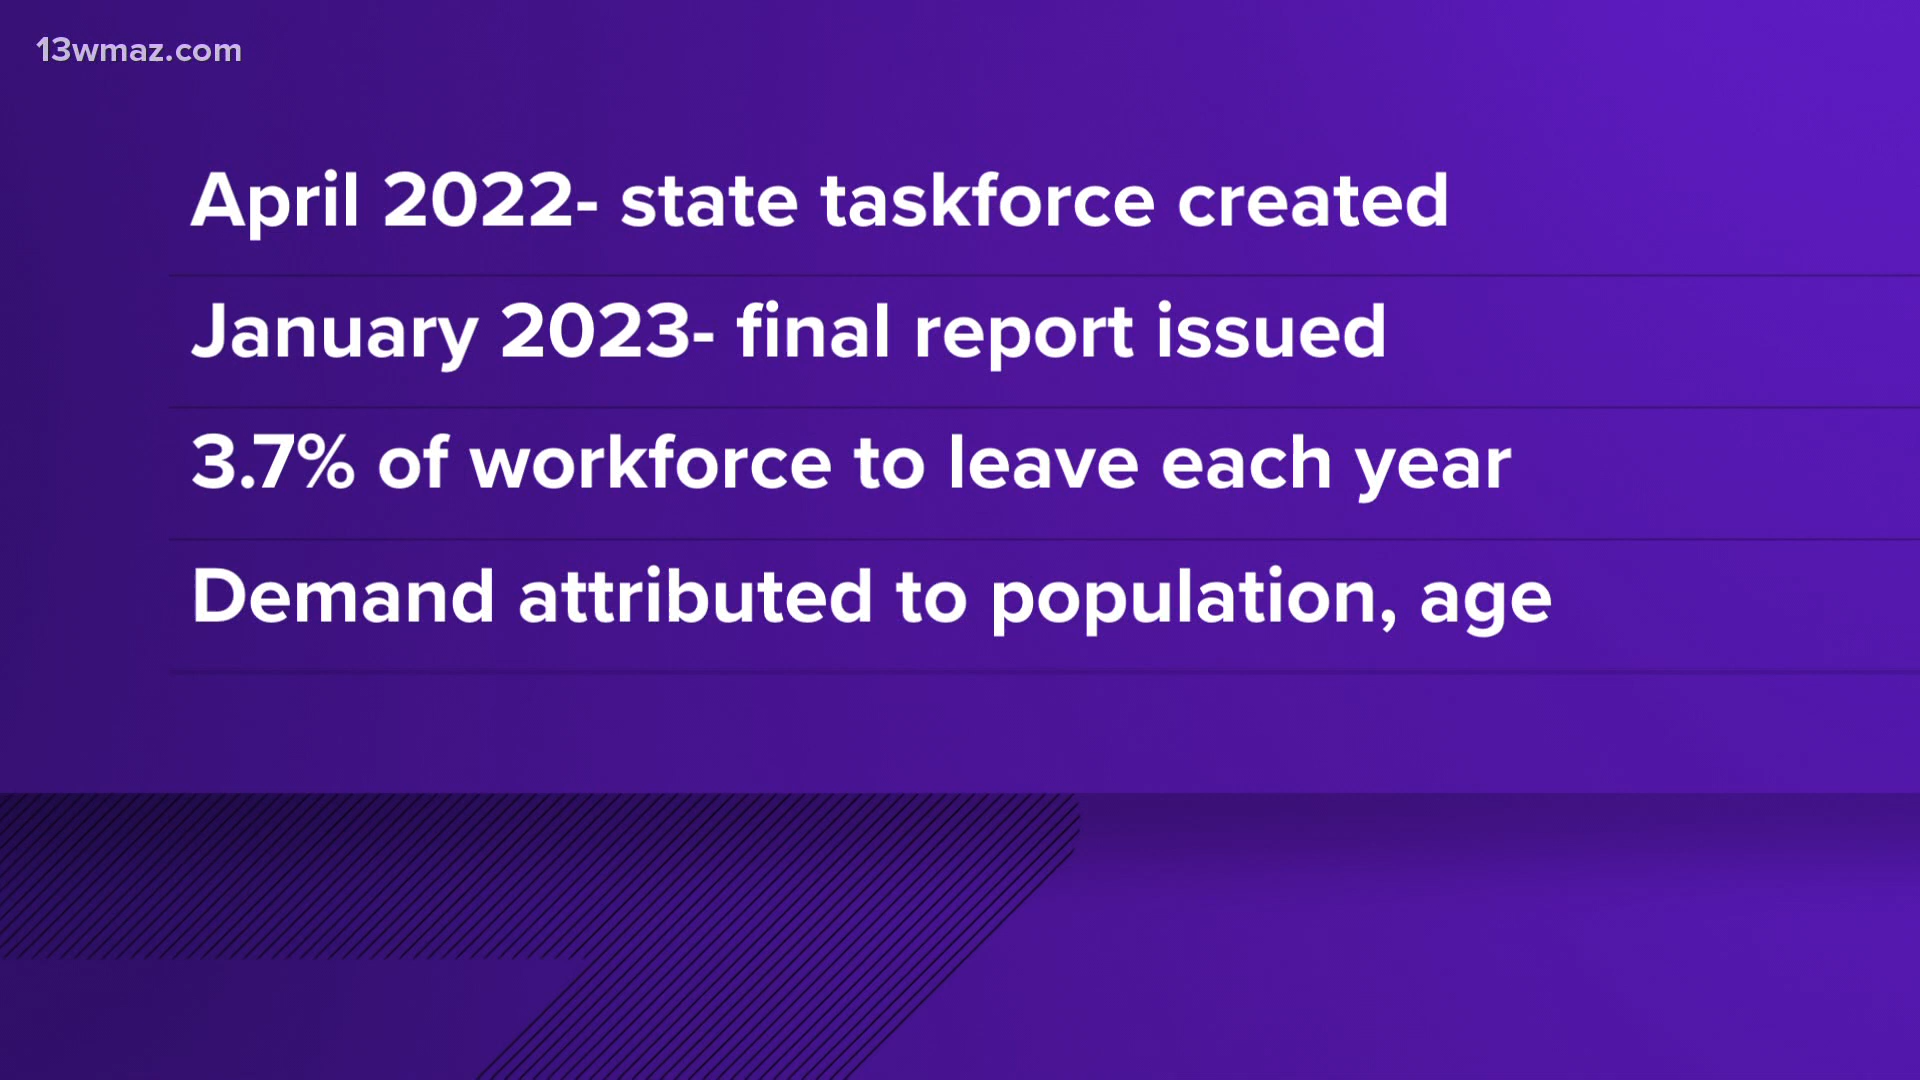 13wmaz.com
April 2022- state taskforce created
January 2023- final report issued
3.7% of workforce to leave each year
Demand attributed to population, age